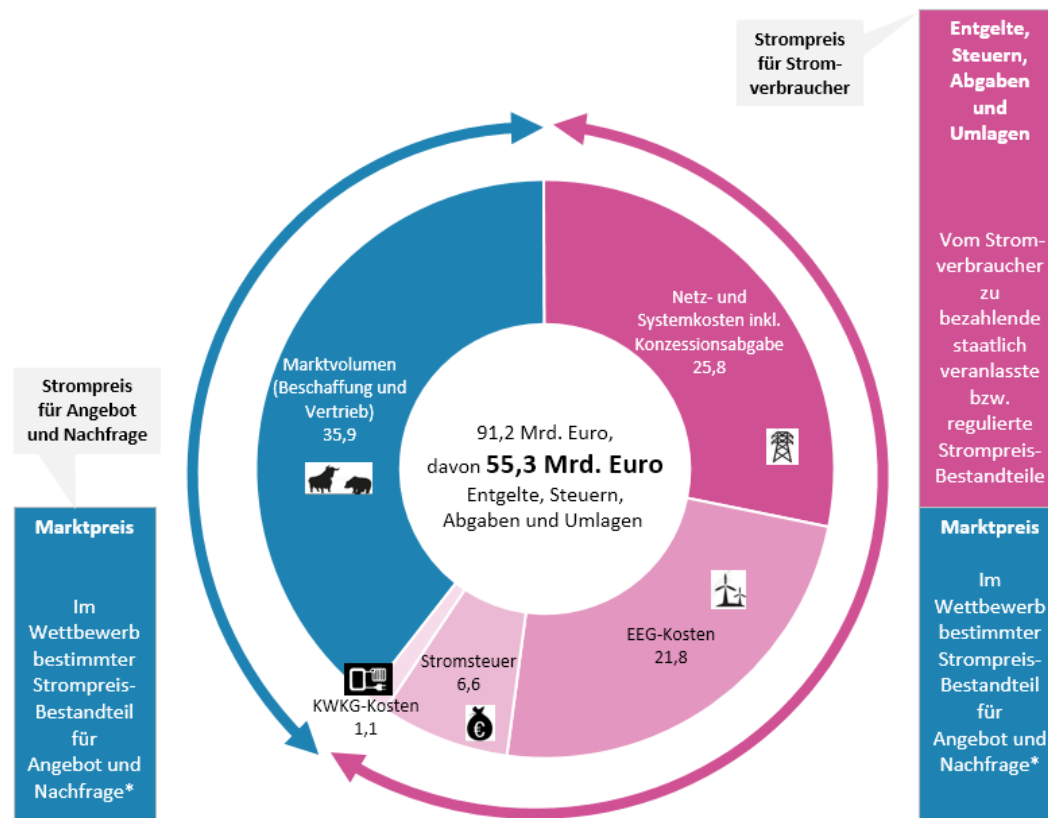 Strompreis
für Strom-
verbraucher
Entgelte,
Steuern,
Abgaben
und
Umlagen
Vom Strom-
verbraucher
zu
bezahlende
staatlich
veranlasste
bzw.
regulierte
Strompreis-
Bestandteile
Netz- und
Systemkosten inkl.
Konzessionsabgabe
25,8
Marktvolumen
(Beschaffung und
Vertrieb)
35,9
Strompreis
für Angebot
und Nachfrage
91,2 Mrd. Euro,
davon 55,3 Mrd. Euro
Entgelte, Steuern,
Abgaben und Umlagen
EEG-Kosten
21,8
Stromsteuer
6,6
€
KWKG-Kosten
1,1
Marktpreis
Im
Wettbewerb
bestimmter
Strompreis-
Bestandteil
für
Angebot und
Nachfrage*
Marktpreis
Im
Wettbewerb
bestimmter
Strompreis-
Bestandteil
für
Angebot und
Nachfrage*